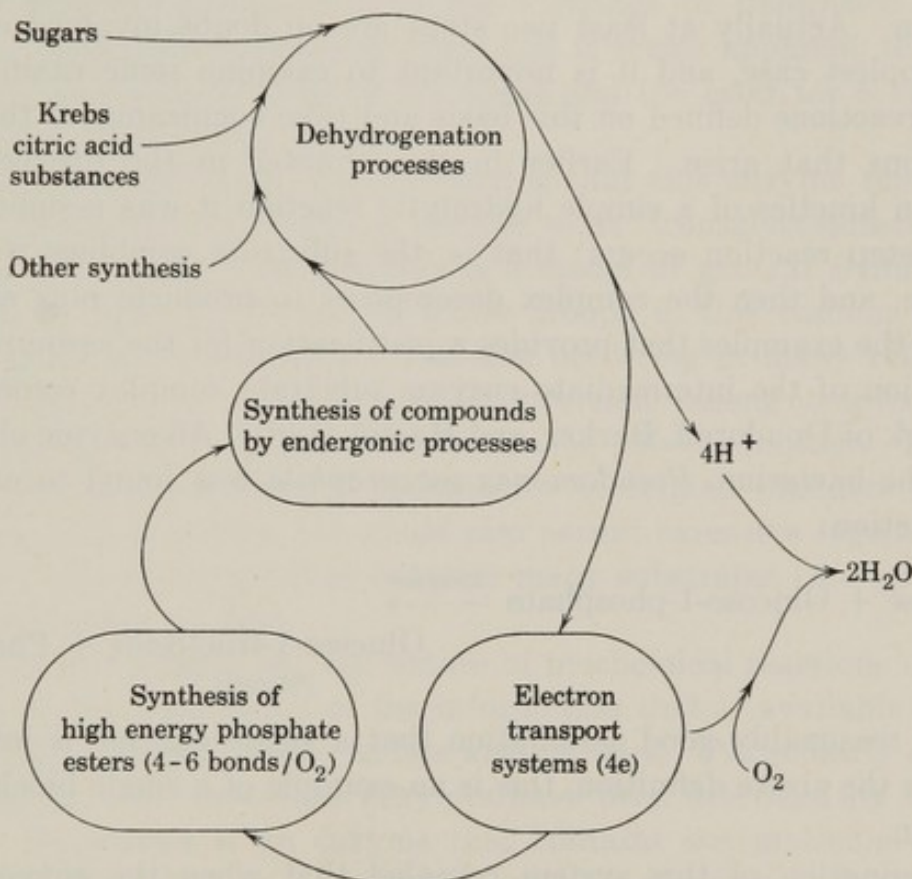 Sugars
Krebs
citric acid
substances
Other synthesis
Dehydrogenation
processes
Synthesis of compounds
by endergonic processes
4H+
2H₂O
Synthesis of
high energy phosphate
esters (4-6 bonds/O₂)
Electron
transport
systems (4e)
O₂